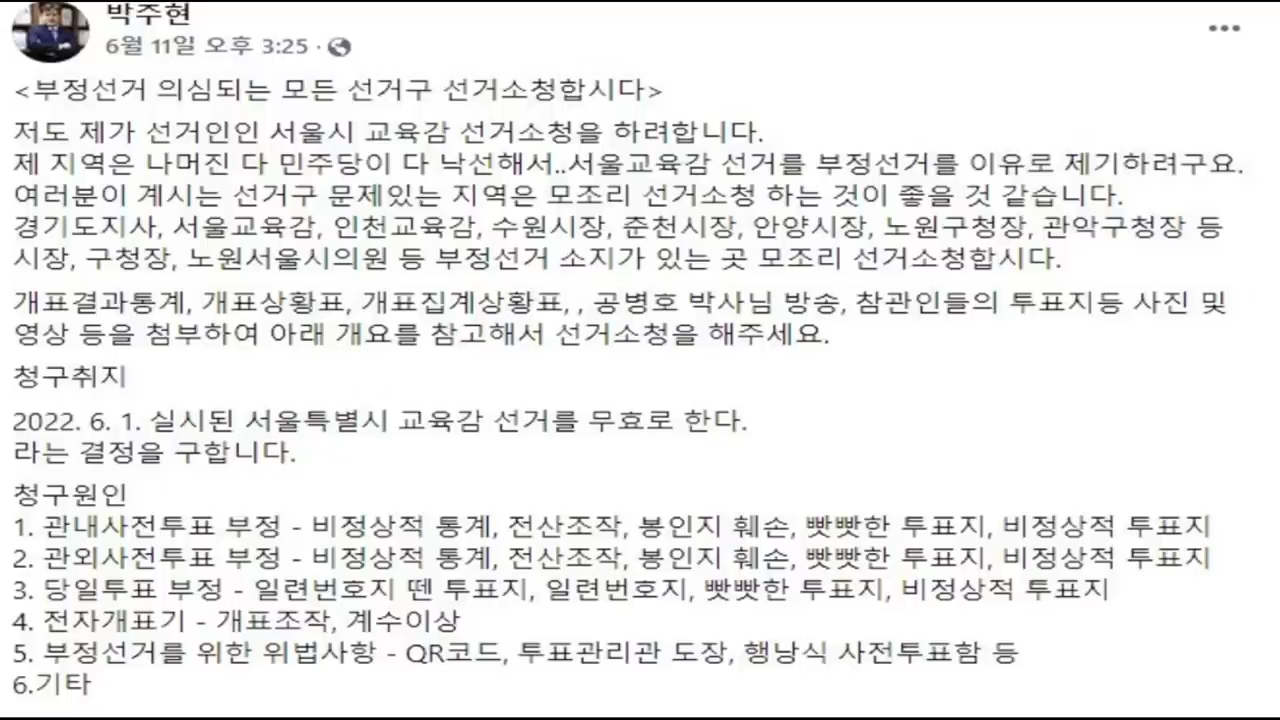 박주현
6월 11일 오후 3:25 ·
<부정선거 의심되는 모든 선거구 선거소청합시다>
저도 제가 선거인인 서울시 교육감 선거소청을 하려합니다.
제 지역은 나머진 다 민주당이 다 낙선해서..서울교육감 선거를 부정선거를 이유로 제기하려구요.
여러분이 계시는 선거구 문제있는 지역은 모조리 선거소청 하는 것이 좋을 것 같습니다.
경기도지사, 서울교육감, 인천교육감, 수원시장, 춘천시장, 안양시장, 노원구청장, 관악구청장 등
시장, 구청장, 노원서울시의원 등 부정선거 소지가 있는 곳 모조리 선거소청합시다.
개표결과통계, 개표상황표, 개표집계상황표, , 공병호 박사님 방송, 참관인들의 투표지등 사진 및
영상 등을 첨부하여 아래 개요를 참고해서 선거소청을 해주세요.
청구취지
2022. 6. 1. 실시된 서울특별시 교육감 선거를 무효로 한다.
라는 결정을 구합니다.
청구원인
1. 관내사전투표 부정 - 비정상적 통계, 전산조작, 봉인지 훼손, 빳빳한 투표지, 비정상적 투표지
2. 관외사전투표 부정 - 비정상적 통계, 전산조작, 봉인지 훼손, 빳빳한 투표지, 비정상적 투표지
3. 당일투표 부정 - 일련번호지 뗀 투표지, 일련번호지, 빳빳한 투표지, 비정상적 투표지
4. 전자개표기 - 개표조작, 계수이상
5. 부정선거를 위한 위법사항 - QR코드, 투표관리관 도장, 행낭식 사전투표함 등
6.기타